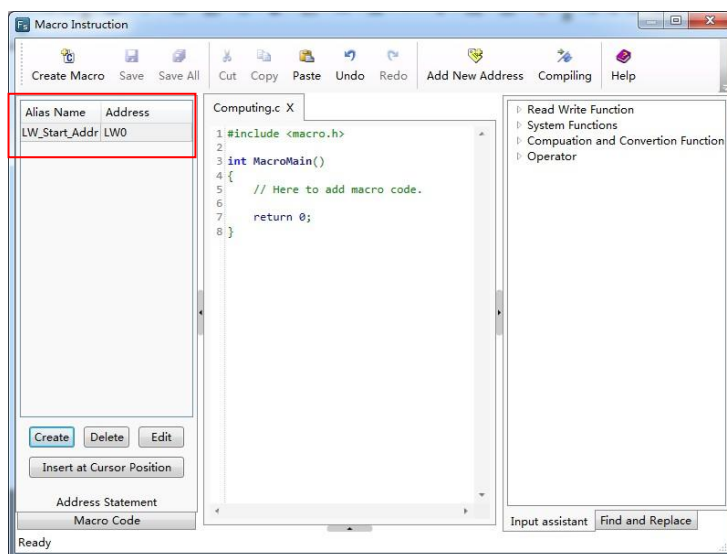 Fs Macro Instruction
Create Macro Save Save All Cut Copy Paste Undo Redo Add New Address Compiling Help
Alias Name Address
LW_Start_Addr LW0
Create Delete Edit
Insert at Cursor Position
Address Statement
Macro Code
Computing.c X
1 #include <macro.h>
2
3 int MacroMain()
4 {
5 // Here to add macro code.
6
7 return 0;
8 }
Read Write Function
System Functions
Compuation and Convertion Function
Operator
Input assistant Find and Replace
Ready